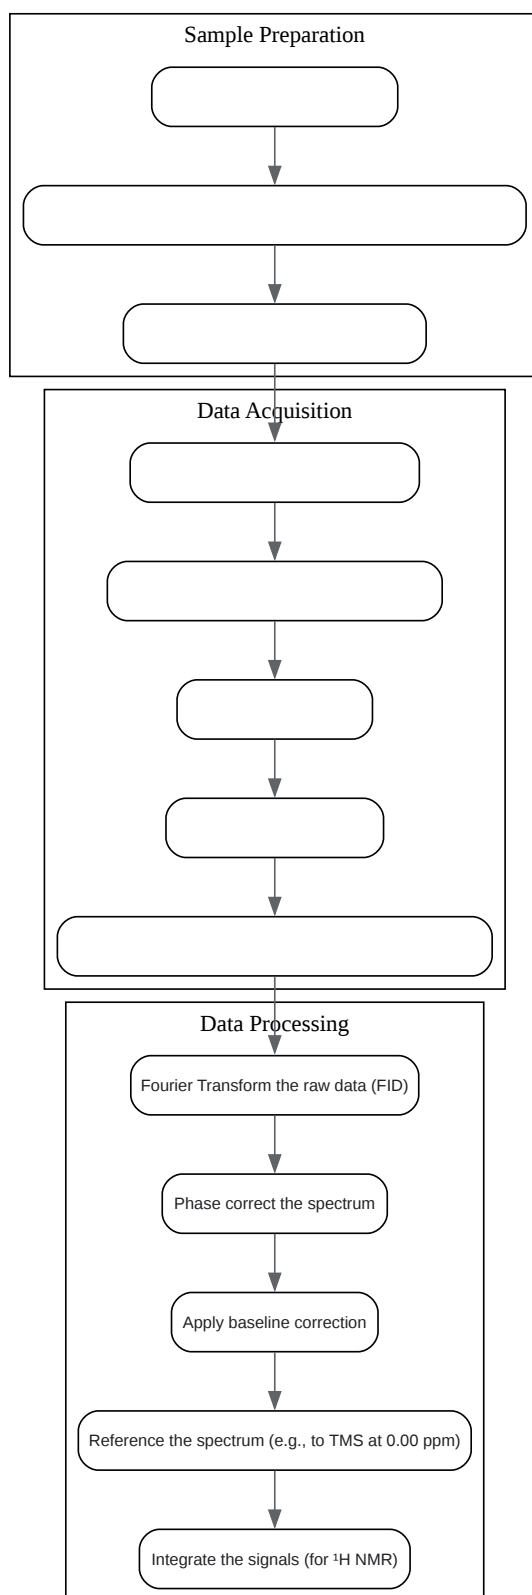 Sample Preparation
Data Acquisition
Data Processing
Fourier Transform the raw data (FID)
Phase correct the spectrum
Apply baseline correction
Reference the spectrum (e.g., to TMS at 0.00 ppm)
Integrate the signals (for ¹H NMR)